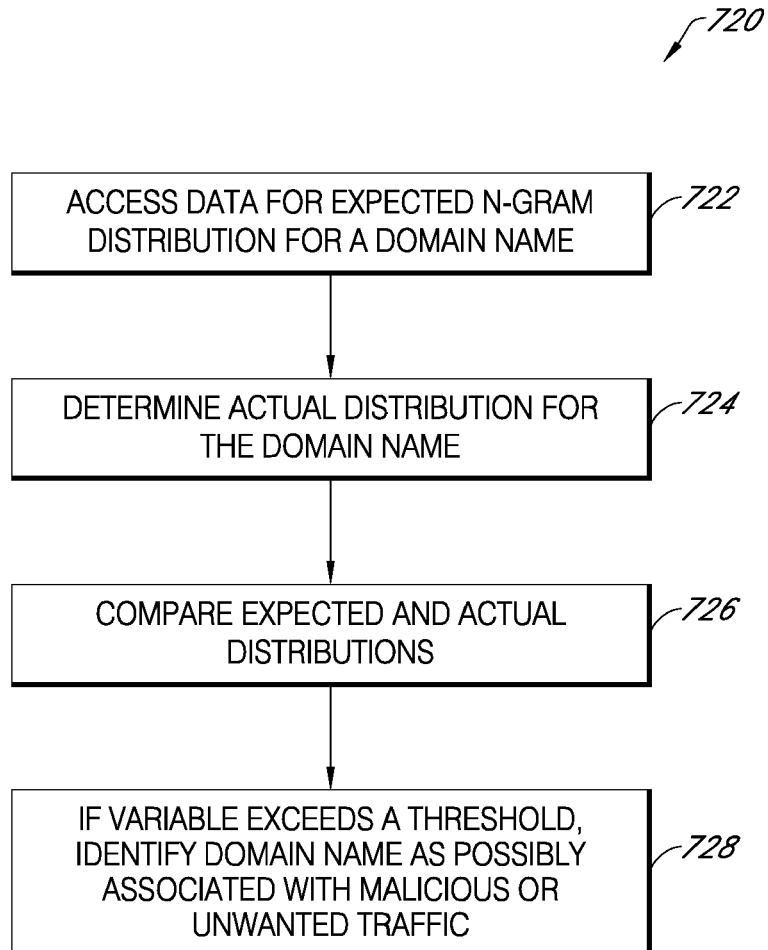 720
ACCESS DATA FOR EXPECTED N-GRAM
DISTRIBUTION FOR A DOMAIN NAME
722
DETERMINE ACTUAL DISTRIBUTION FOR
THE DOMAIN NAME
724
COMPARE EXPECTED AND ACTUAL
DISTRIBUTIONS
726
IF VARIABLE EXCEEDS A THRESHOLD,
IDENTIFY DOMAIN NAME AS POSSIBLY
ASSOCIATED WITH MALICIOUS OR
UNWANTED TRAFFIC
728